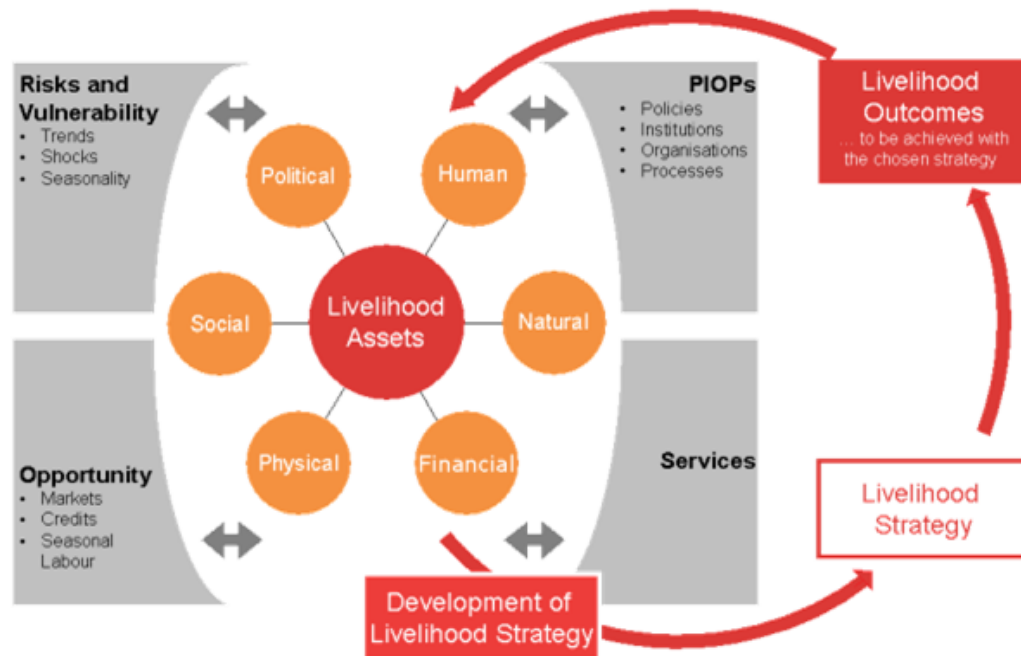 Risks and
Vulnerability
• Trends
• Shocks
• Seasonality
PIOPs
• Policies
• Institutions
• Organisations
• Processes
Livelihood
Outcomes
... to be achieved with
the chosen strategy
Political
Human
Social
Livelihood
Assets
Natural
Physical
Financial
Opportunity
• Markets
• Credits
• Seasonal
Labour
Services
Livelihood
Strategy
Development of
Livelihood Strategy